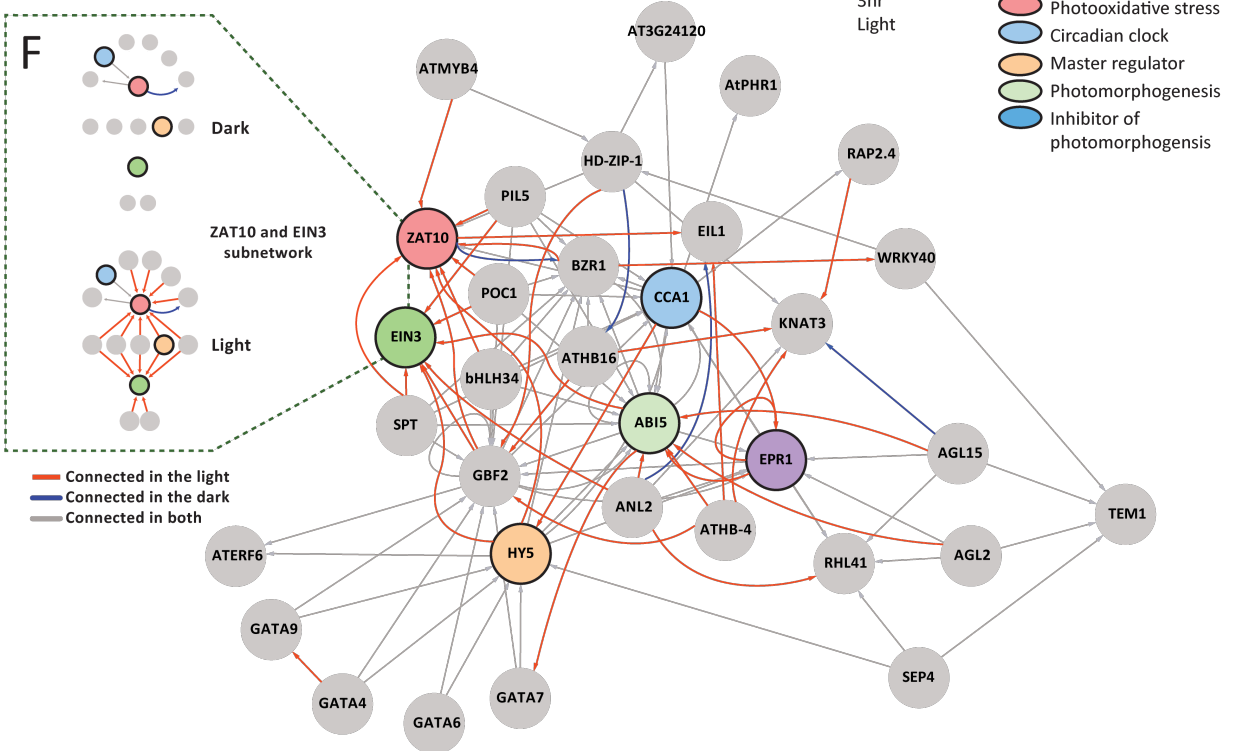 F
5hr
Light
Photooxidative stress
Circadian clock
Master regulator
Photomorphogenesis
Inhibitor of
photomorphogensis
Dark
ZAT10 and EIN3
subnetwork
Light
Connected in the light
Connected in the dark
Connected in both
AT3G24120
ATMYB4
AtPHR1
HD-ZIP-1
RAP2.4
PIL5
ZAT10
EIL1
BZR1
WRKY40
POC1
CCA1
KNAT3
EIN3
ATHB16
bHLH34
SPT
ABI5
EPR1
AGL15
GBF2
ANL2
ATHB-4
TEM1
ATERF6
HY5
RHL41
AGL2
GATA9
GATA4
GATA6
GATA7
SEP4